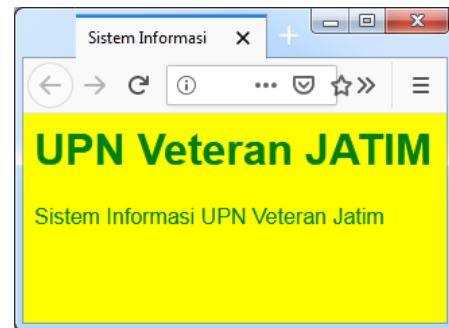 Sistem Informasi
UPN Veteran JATIM
Sistem Informasi UPN Veteran Jatim